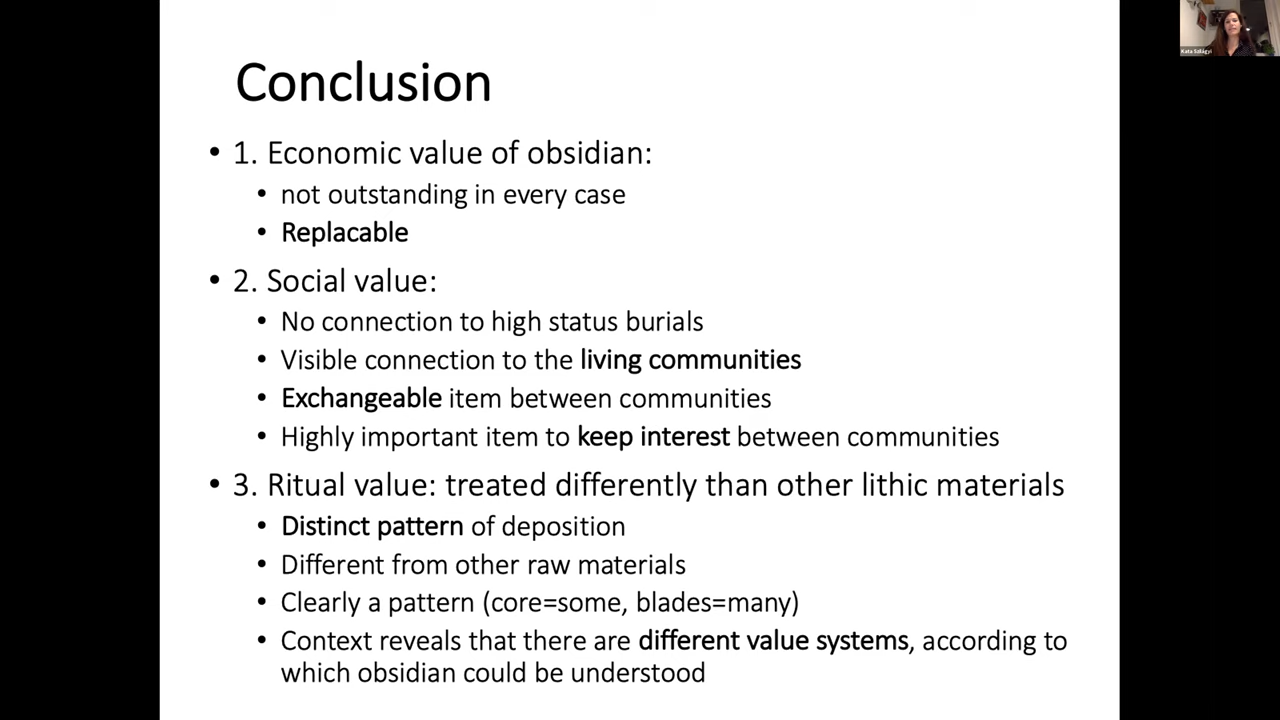 Conclusion
• 1. Economic value of obsidian:
• not outstanding in every case
• Replacable
• 2. Social value:
• No connection to high status burials
• Visible connection to the living communities
• Exchangeable item between communities
• Highly important item to keep interest between communities
• 3. Ritual value: treated differently than other lithic materials
• Distinct pattern of deposition
• Different from other raw materials
• Clearly a pattern (core=some, blades=many)
• Context reveals that there are different value systems, according to
which obsidian could be understood
Kata Szilágyi